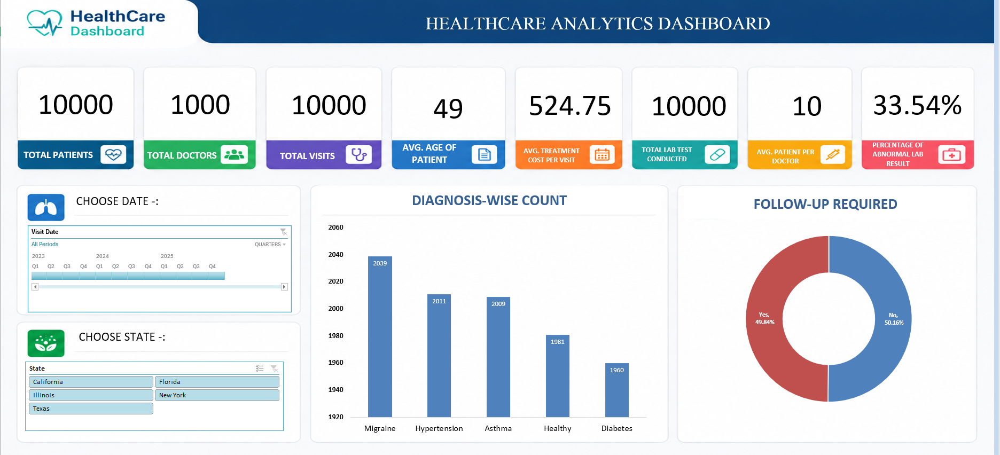 HealthCare
Dashboard
HEALTHCARE ANALYTICS DASHBOARD
10000
TOTAL PATIENTS
1000
TOTAL DOCTORS
10000
TOTAL VISITS
49
AVG. AGE OF
PATIENT
524.75
AVG. TREATMENT
COST PER VISIT
10000
TOTAL LAB TEST
CONDUCTED
10
AVG. PATIENT PER
DOCTOR
33.54%
PERCENTAGE OF
ABNORMAL LAB
RESULT
CHOOSE DATE -:
Visit Date
All Periods
QUARTERS
2023 2024 2025
Q1 Q2 Q3 Q4 Q1 Q2 Q3 Q4 Q1 Q2 Q3 Q4
CHOOSE STATE -:
State
California
Florida
Illinois
New York
Texas
DIAGNOSIS-WISE COUNT
2060
2040
2020
2000
1980
1960
1940
1920
2039
2011
2009
1981
1960
Migraine
Hypertension
Asthma
Healthy
Diabetes
FOLLOW-UP REQUIRED
Yes,
49.84%
No,
50.16%